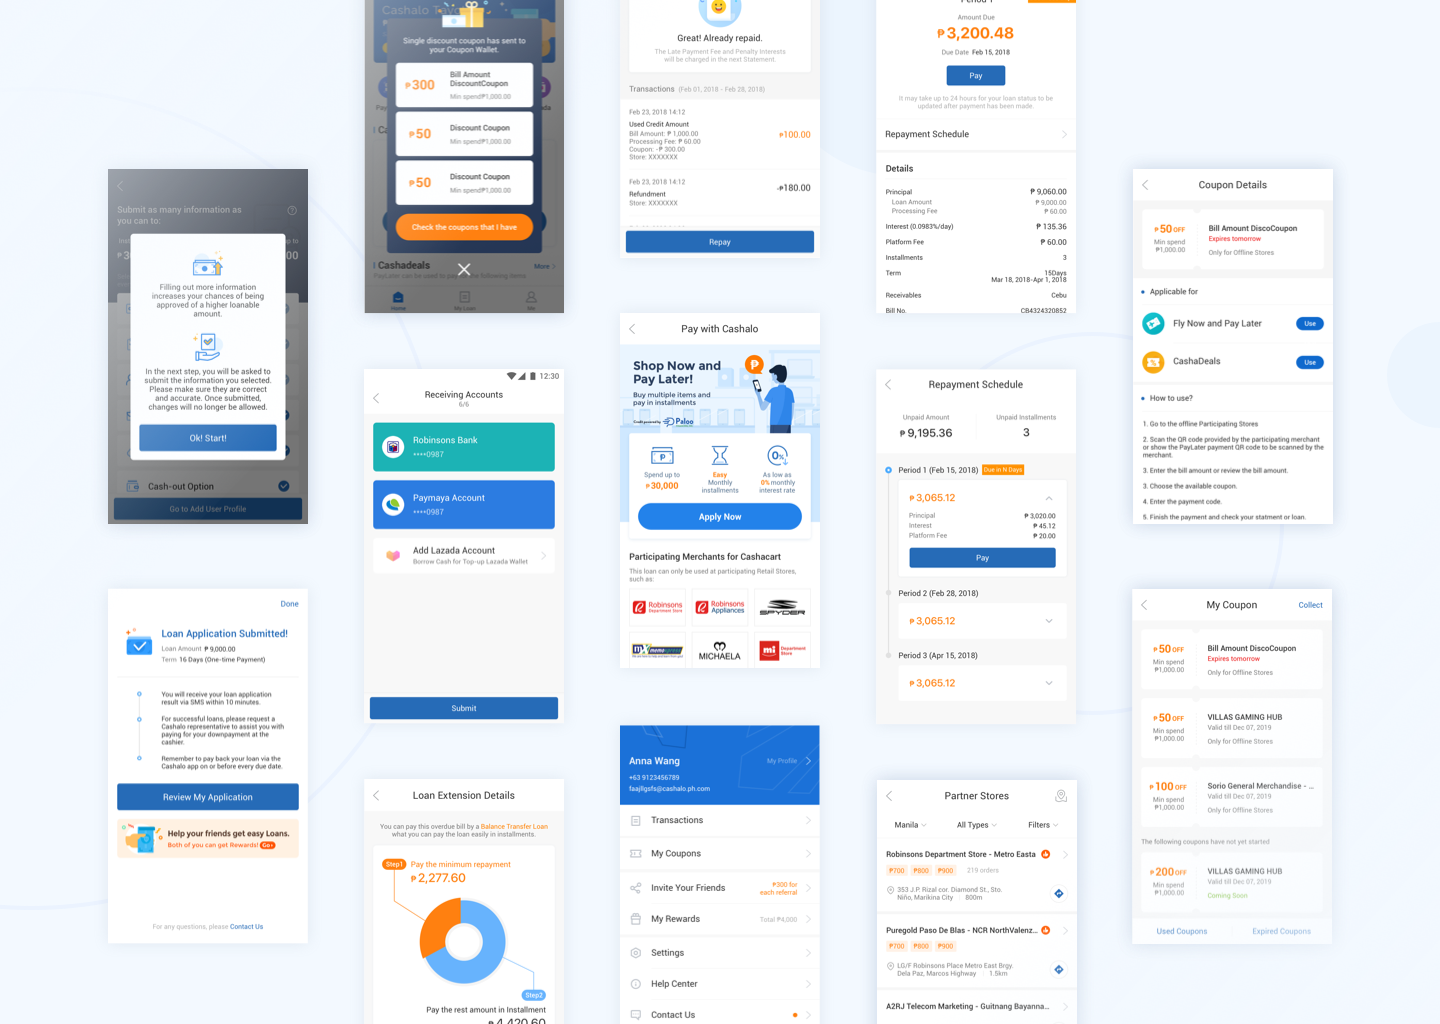 Submit as many information as
you can to:
Filling out more information
increases your chances of being
approved of a higher loanable
amount.
In the next step, you will be asked to
submit the information you selected.
Please make sure they are correct
and accurate. Once submitted,
changes will no longer be allowed.
Ok! Start!
Cash-out Option
Go to Add User Profile
Done
Loan Application Submitted!
Loan Amount ₱ 9,000.00
Term 16 Days (One-time Payment)
You will receive your loan application
result via SMS within 10 minutes.
For successful loans, please request a
Cashalo representative to assist you with
paying for your downpayment at the
cashier.
Remember to pay back your loan via the
Cashalo app on or before every due date.
Review My Application
Help your friends get easy Loans.
Both of you can get Rewards! Go
For any questions, please Contact Us
Single discount coupon has sent to
your Coupon Wallet.
₱300
Bill Amount
DiscountCoupon
Min spend₱1,000.00
₱50
Discount Coupon
Min spend₱1,000.00
₱50
Discount Coupon
Min spend₱1,000.00
Check the coupons that I have
Cashadeals
More
Home
My Loan
Me
12:30
Receiving Accounts
6/6
Robinsons Bank
••••0987
Paymaya Account
••••0987
Add Lazada Account
Borrow Cash for Top-up Lazada Wallet
Submit
Loan Extension Details
You can pay this overdue bill by a Balance Transfer Loan
what you can pay the loan easily in installments.
Step1 Pay the minimum repayment
₱ 2,277.60
Step2
Pay the rest amount in Installment
₱ 4,420.60
Great! Already repaid.
The Late Payment Fee and Penalty Interests
will be charged in the next Statement.
Transactions (Feb 01, 2018 - Feb 28, 2018)
Feb 23, 2018 14:12
Used Credit Amount
Bill Amount: ₱ 1,000.00
Processing Fee: ₱ 60.00
Coupon: - ₱ 300.00
Store: XXXXXXX
₱100.00
Feb 23, 2018 14:12
Refundment
Store: XXXXXXX
-₱180.00
Repay
Pay with Cashalo
Shop Now and
Pay Later!
Buy multiple items and
pay in installments
Credit powered by Paloo
Spend up to
₱30,000
Easy
Monthly
installments
0%
As low as
0% monthly
interest rate
Apply Now
Participating Merchants for Cashacart
This loan can only be used at participating Retail Stores,
such as:
Robinsons
Department Store
Robinsons
Appliances
SPYDER
MX memoxpress
MICHAELA
mi Department
Store
Anna Wang
My Profile
+63 9123456789
faajllgsfs@cashalo.ph.com
Transactions
My Coupons
Invite Your Friends
₱300 for
each referral
My Rewards
Total ₱4,000
Settings
Help Center
Contact Us
Period 1
Amount Due
₱3,200.48
Due Date Feb 15, 2018
Pay
It may take up to 24 hours for your loan status to be
updated after payment has been made.
Repayment Schedule
Details
Principal ₱ 9,060.00
Loan Amount ₱ 9,000.00
Processing Fee ₱ 60.00
Interest (0.0983%/day) ₱ 135.36
Platform Fee ₱ 60.00
Installments 3
Term 15Days
Mar 18, 2018-Apr 1, 2018
Receivables Cebu
Bill No. CB4324320852
Repayment Schedule
Unpaid Amount
₱ 9,195.36
Unpaid Installments
3
Period 1 (Feb 15, 2018) Due in N Days
₱ 3,065.12
Principal ₱ 3,020.00
Interest ₱ 45.12
Platform Fee ₱ 20.00
Pay
Period 2 (Feb 28, 2018)
₱ 3,065.12
Period 3 (Apr 15, 2018)
₱ 3,065.12
Partner Stores
Manila
All Types
Filters
Robinsons Department Store - Metro Easta
₱700 ₱800 ₱900 219 orders
353 J.P. Rizal cor. Diamond St., Sto.
Niño, Marikina City 800m
Puregold Paso De Blas - NCR NorthValenz...
₱700 ₱800 ₱900
LG/F Robinsons Place Metro East Brgy.
Dela Paz, Marcos Highway 1.5km
A2RJ Telecom Marketing - Guitnang Bayanna...
Coupon Details
₱50 OFF
Min spend
₱1,000.00
Bill Amount DiscoCoupon
Expires tomorrow
Only for Offline Stores
Applicable for
Fly Now and Pay Later
Use
CashaDeals
Use
How to use?
1. Go to the offline Participating Stores
2. Scan the QR code provided by the participating merchant
or show the PayLater payment QR code to be scanned by the
merchant.
3. Enter the bill amount or review the bill amount.
3. Choose the available coupon.
4. Enter the payment code.
5. Finish the payment and check your statment or loan.
My Coupon
Collect
₱50 OFF
Min spend
₱1,000.00
Bill Amount DiscoCoupon
Expires tomorrow
Only for Offline Stores
₱50 OFF
Min spend
₱1,000.00
VILLAS GAMING HUB
Valid till Dec 07, 2019
Only for Offline Stores
₱100 OFF
Min spend
₱1,000.00
Sorio General Merchandise - ...
Valid till Dec 07, 2019
Only for Offline Stores
The following coupons have not yet started
₱200 OFF
Min spend
₱1,000.00
VILLAS GAMING HUB
Valid till Dec 07, 2019
Coming Soon
Used Coupons
Expired Coupons